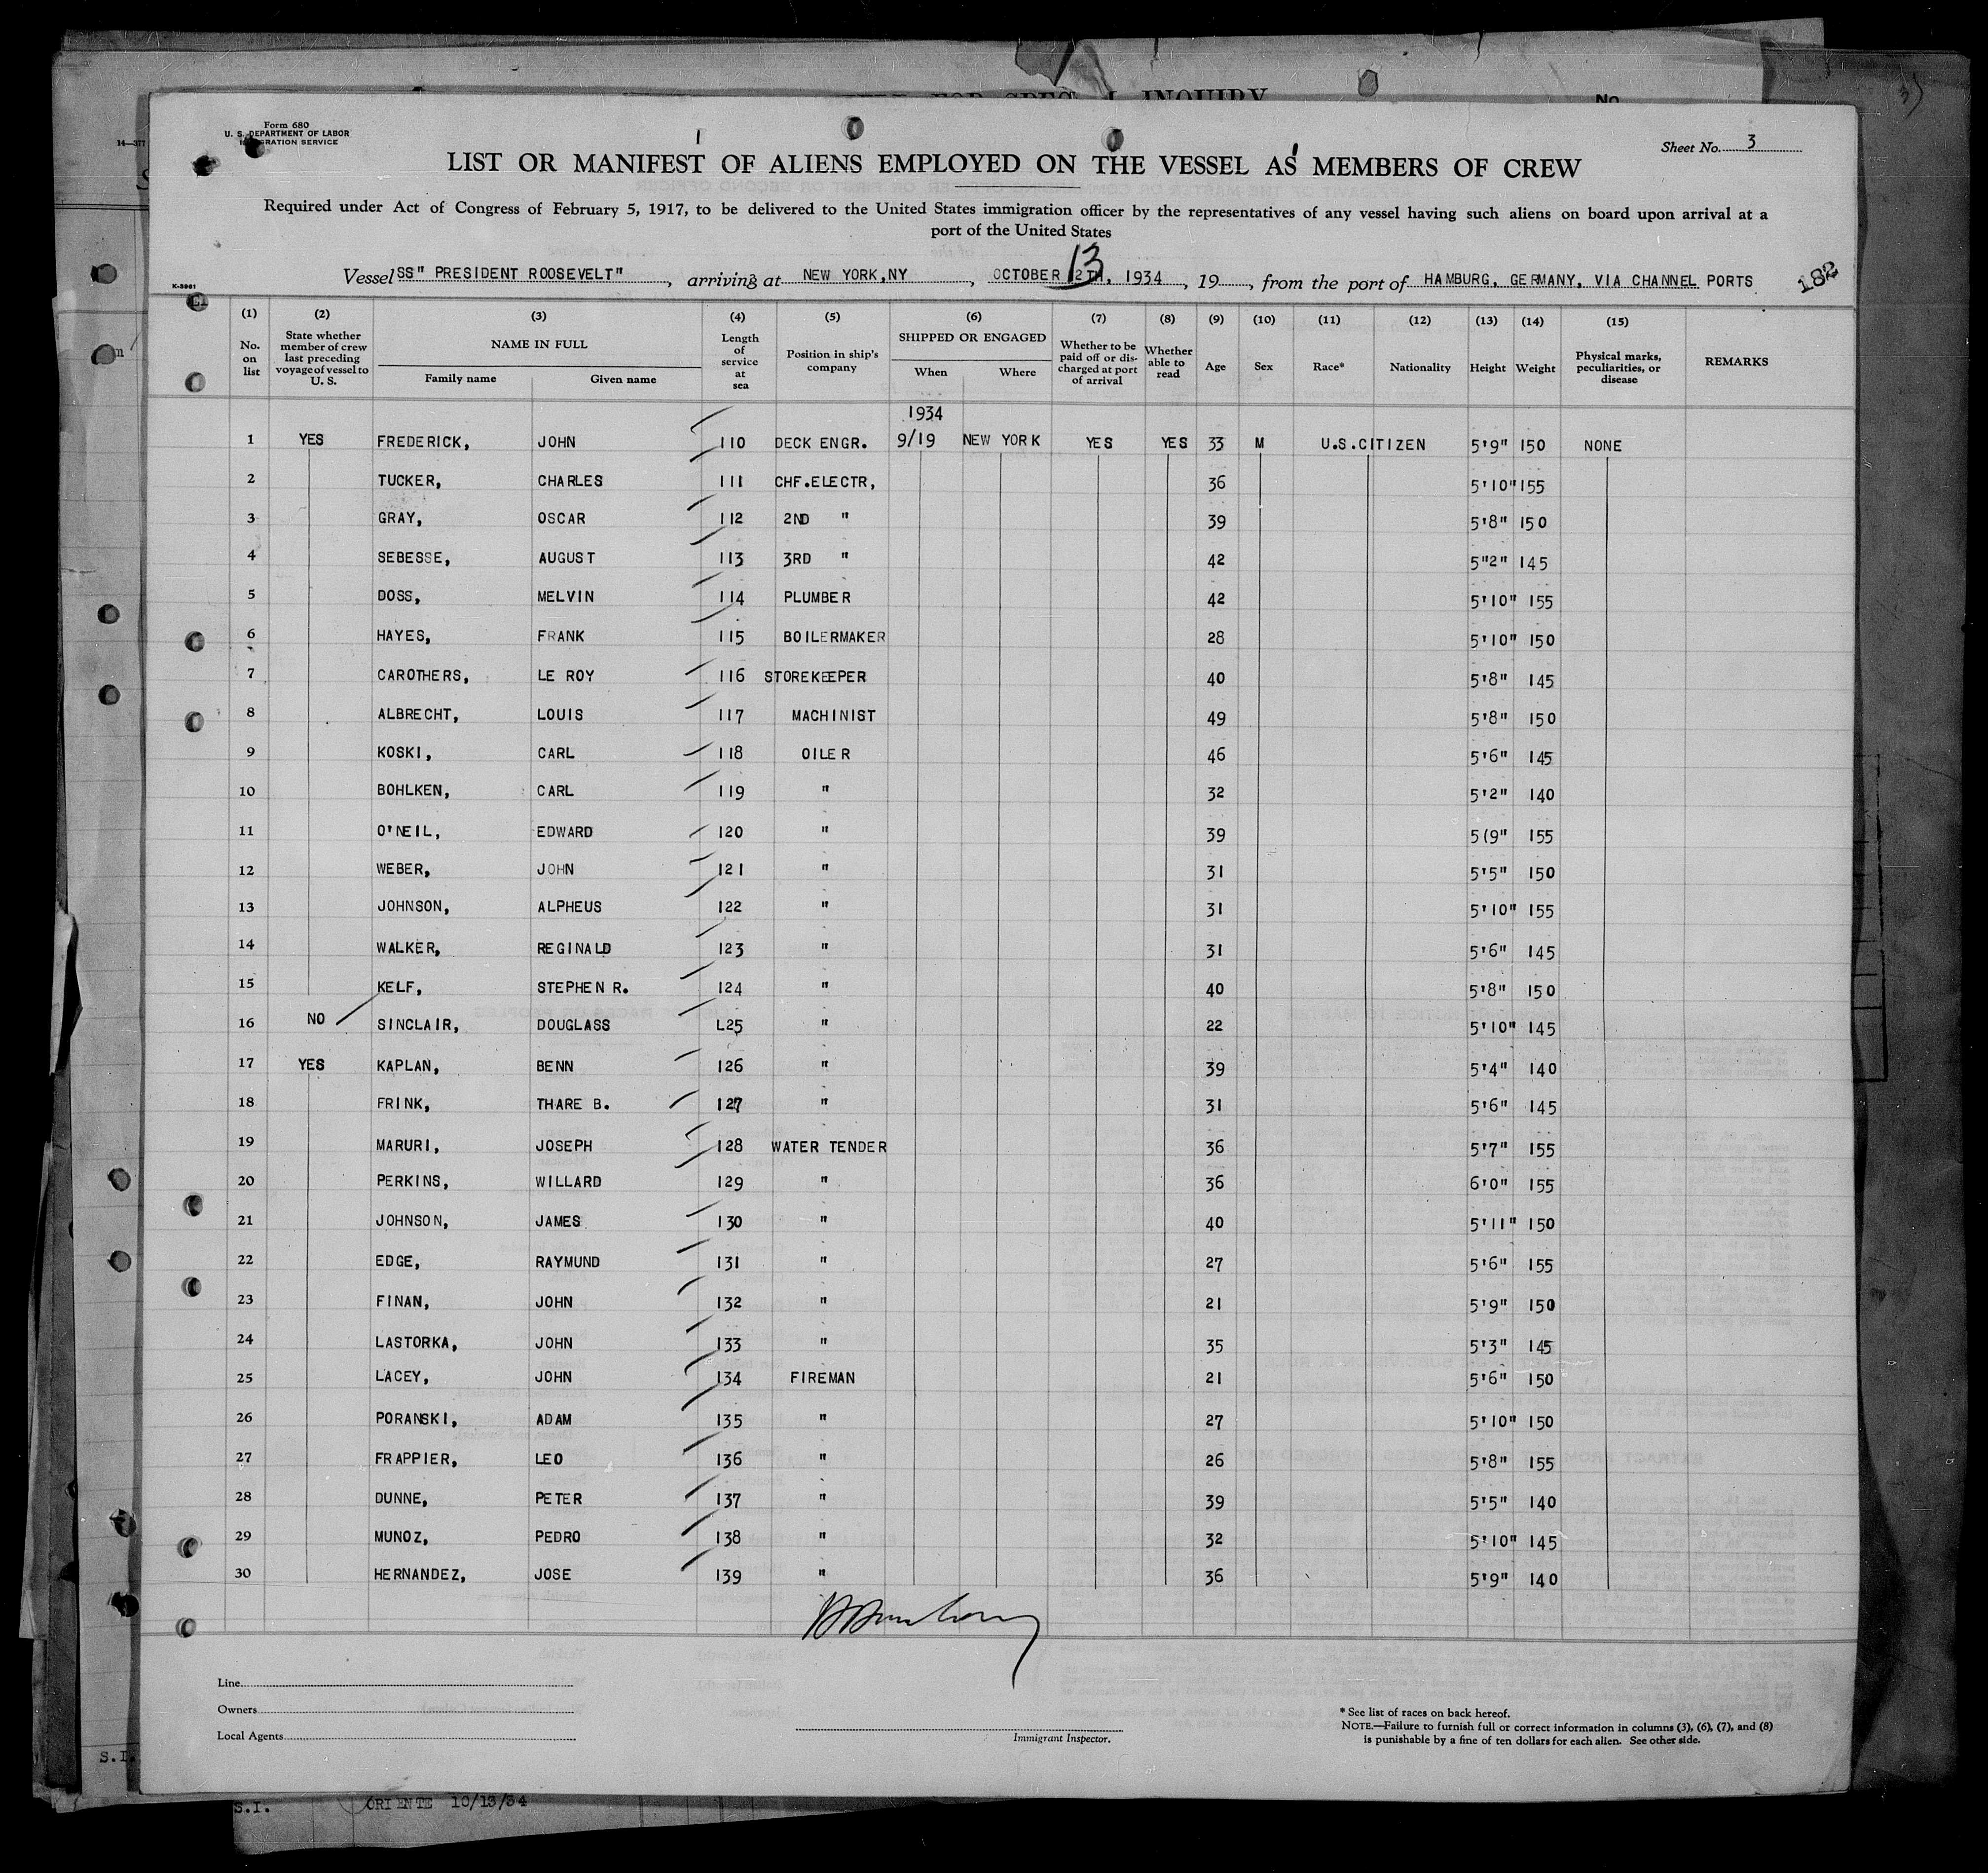 Form 680
U. S. DEPARTMENT OF LABOR
IMMIGRATION SERVICE
14—377
FOR SPEC INQUIRY
No.
LIST OR MANIFEST OF ALIENS EMPLOYED ON THE VESSEL AS MEMBERS OF CREW
Sheet No. 3
Required under Act of Congress of February 5, 1917, to be delivered to the United States immigration officer by the representatives of any vessel having such aliens on board upon arrival at a
port of the United States
Vessel SS" PRESIDENT ROOSEVELT", arriving at NEW YORK,NY, OCTOBER 12TH, 1934, 19, from the port of HAMBURG, GERMANY, VIA CHANNEL PORTS
13
182
K-3961
(1) (2) (3) (4) (5) (6) (7) (8) (9) (10) (11) (12) (13) (14) (15)
No. on list
State whether member of crew last preceding voyage of vessel to U. S.
NAME IN FULL
Family name Given name
Length of service at sea
Position in ship's company
SHIPPED OR ENGAGED
When Where
Whether to be paid off or discharged at port of arrival
Whether able to read
Age Sex Race* Nationality Height Weight
Physical marks, peculiarities, or disease
REMARKS
1934
1 YES FREDERICK, JOHN 110 DECK ENGR. 9/19 NEW YORK YES YES 33 M U.S.CITIZEN 5'9" 150 NONE
2 TUCKER, CHARLES 111 CHF.ELECTR, 36 5'10" 155
3 GRAY, OSCAR 112 2ND " 39 5'8" 150
4 SEBESSE, AUGUST 113 3RD " 42 5"2" 145
5 DOSS, MELVIN 114 PLUMBER 42 5'10" 155
6 HAYES, FRANK 115 BOILERMAKER 28 5'10" 150
7 CAROTHERS, LE ROY 116 STOREKEEPER 40 5'8" 145
8 ALBRECHT, LOUIS 117 MACHINIST 49 5'8" 150
9 KOSKI, CARL 118 OILER 46 5'6" 145
10 BOHLKEN, CARL 119 " 32 5'2" 140
11 O'NEIL, EDWARD 120 " 39 5(9" 155
12 WEBER, JOHN 121 " 31 5'5" 150
13 JOHNSON, ALPHEUS 122 " 31 5'10" 155
14 WALKER, REGINALD 123 " 31 5'6" 145
15 KELF, STEPHEN R. 124 " 40 5'8" 150
16 NO SINCLAIR, DOUGLASS L25 " 22 5'10" 145
17 YES KAPLAN, BENN 126 " 39 5'4" 140
18 FRINK, THARE B. 127 " 31 5'6" 145
19 MARURI, JOSEPH 128 WATER TENDER 36 5'7" 155
20 PERKINS, WILLARD 129 " 36 6'0" 155
21 JOHNSON, JAMES 130 " 40 5'11" 150
22 EDGE, RAYMUND 131 " 27 5'6" 155
23 FINAN, JOHN 132 " 21 5'9" 150
24 LASTORKA, JOHN 133 " 35 5'3" 145
25 LACEY, JOHN 134 FIREMAN 21 5'6" 150
26 PORANSKI, ADAM 135 " 27 5'10" 150
27 FRAPPIER, LEO 136 " 26 5'8" 155
28 DUNNE, PETER 137 " 39 5'5" 140
29 MUNOZ, PEDRO 138 " 32 5'10" 145
30 HERNANDEZ, JOSE 139 " 36 5'9" 140
Line
Owners
Local Agents
Immigrant Inspector.
* See list of races on back hereof.
NOTE.—Failure to furnish full or correct information in columns (3), (6), (7), and (8)
is punishable by a fine of ten dollars for each alien. See other side.
S.I.
S.I. ORIENTE 10/13/34